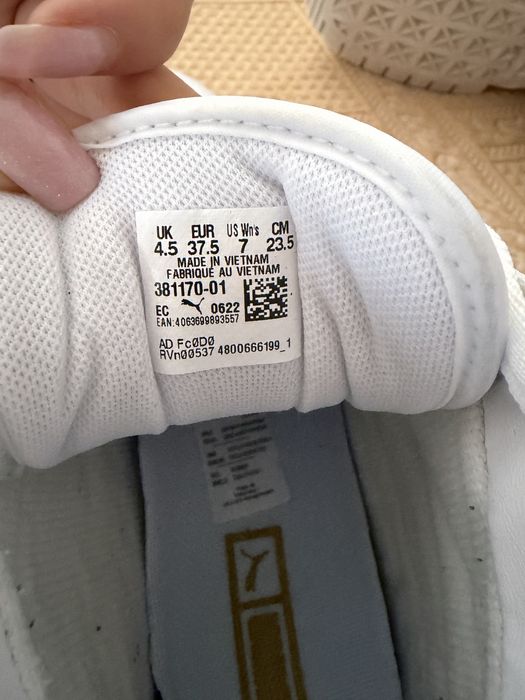 UK EUR US Wn's CM
4.5 37.5 7 23.5
MADE IN VIETNAM
FABRIQUÉ AU VIETNAM
381170-01
EC 0622
EAN:4063699893557
AD Fc0D0
RVn00537 4800666199_1